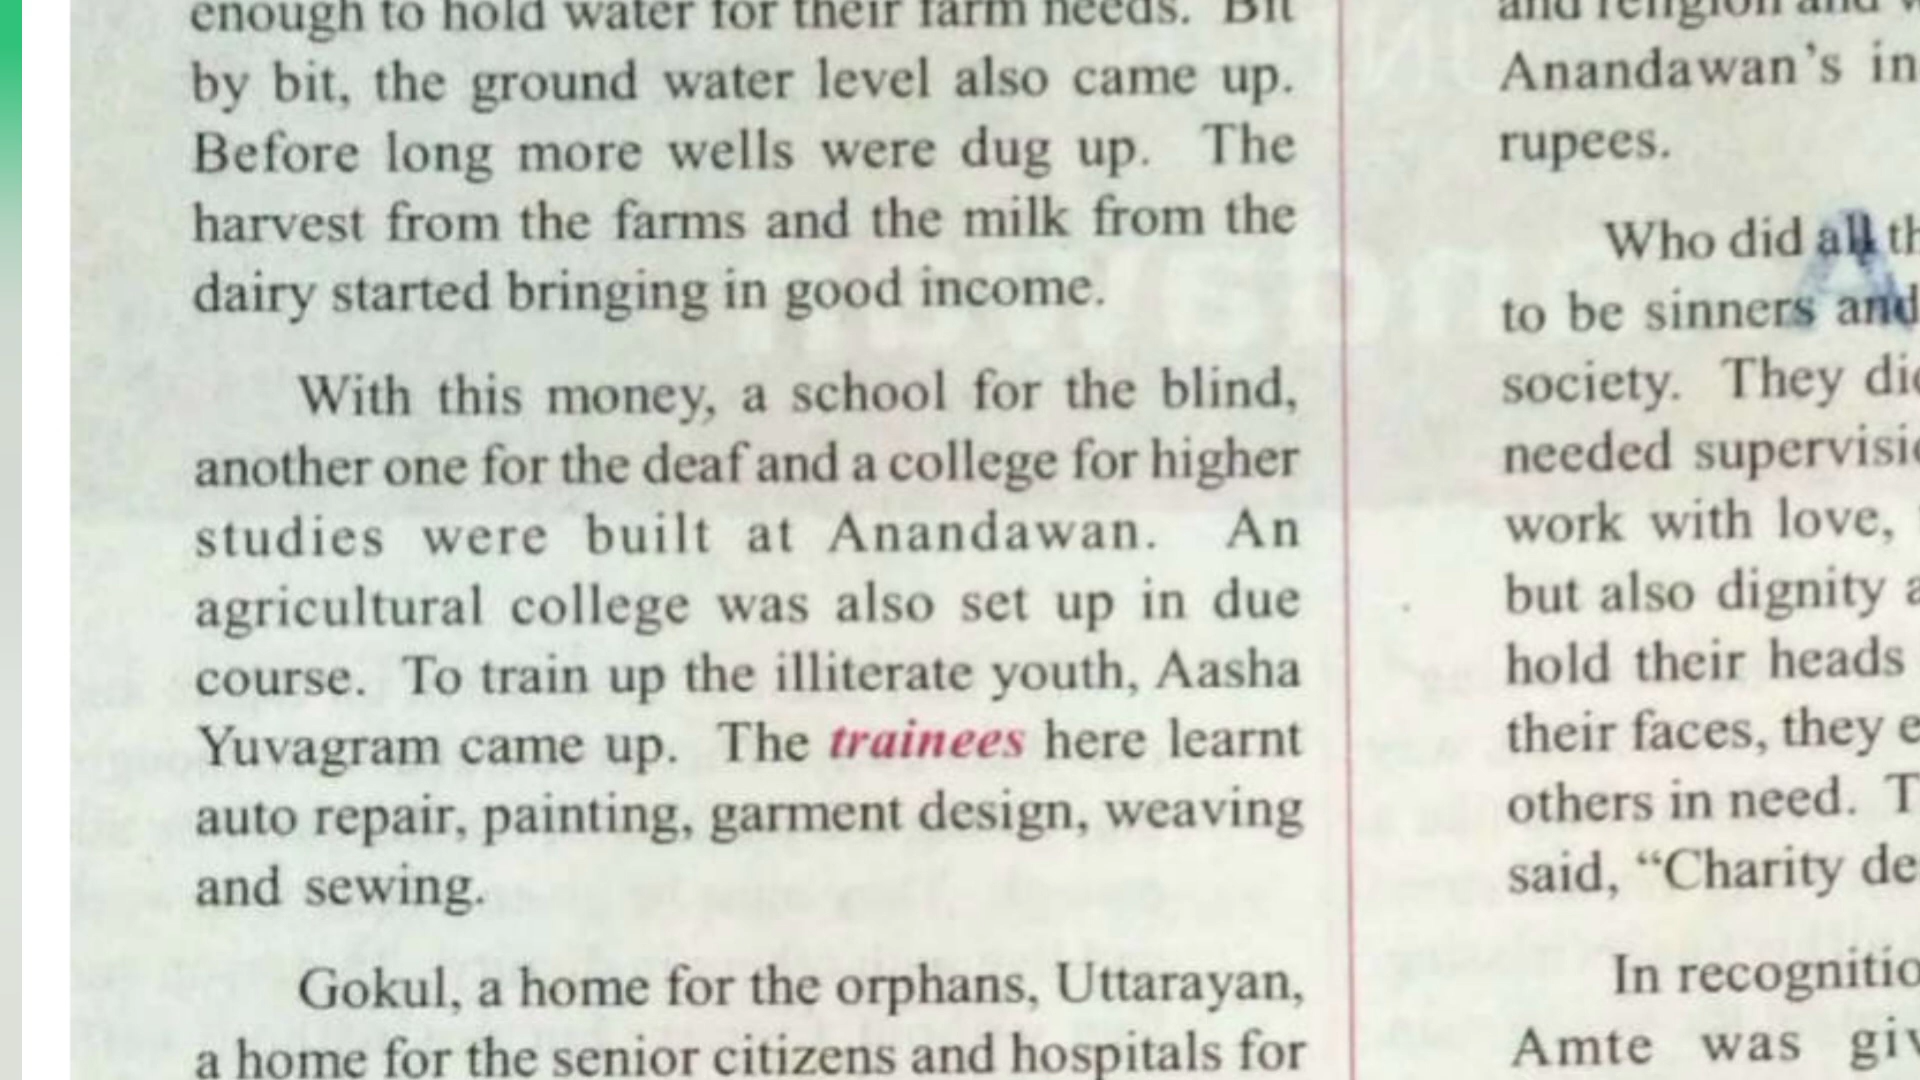 enough to hold water for their farm needs. Bit
by bit, the ground water level also came up.
Before long more wells were dug up. The
harvest from the farms and the milk from the
dairy started bringing in good income.
With this money, a school for the blind,
another one for the deaf and a college for higher
studies were built at Anandawan. An
agricultural college was also set up in due
course. To train up the illiterate youth, Aasha
Yuvagram came up. The trainees here learnt
auto repair, painting, garment design, weaving
and sewing.
Gokul, a home for the orphans, Uttarayan,
a home for the senior citizens and hospitals for
and religion and
Anandawan's in
rupees.
Who did all th
to be sinners and
society. They
needed
work with love,
but also dignity a
hold their heads
their faces, they e
others in need. T
said, "Charity de
In
Amte was giv